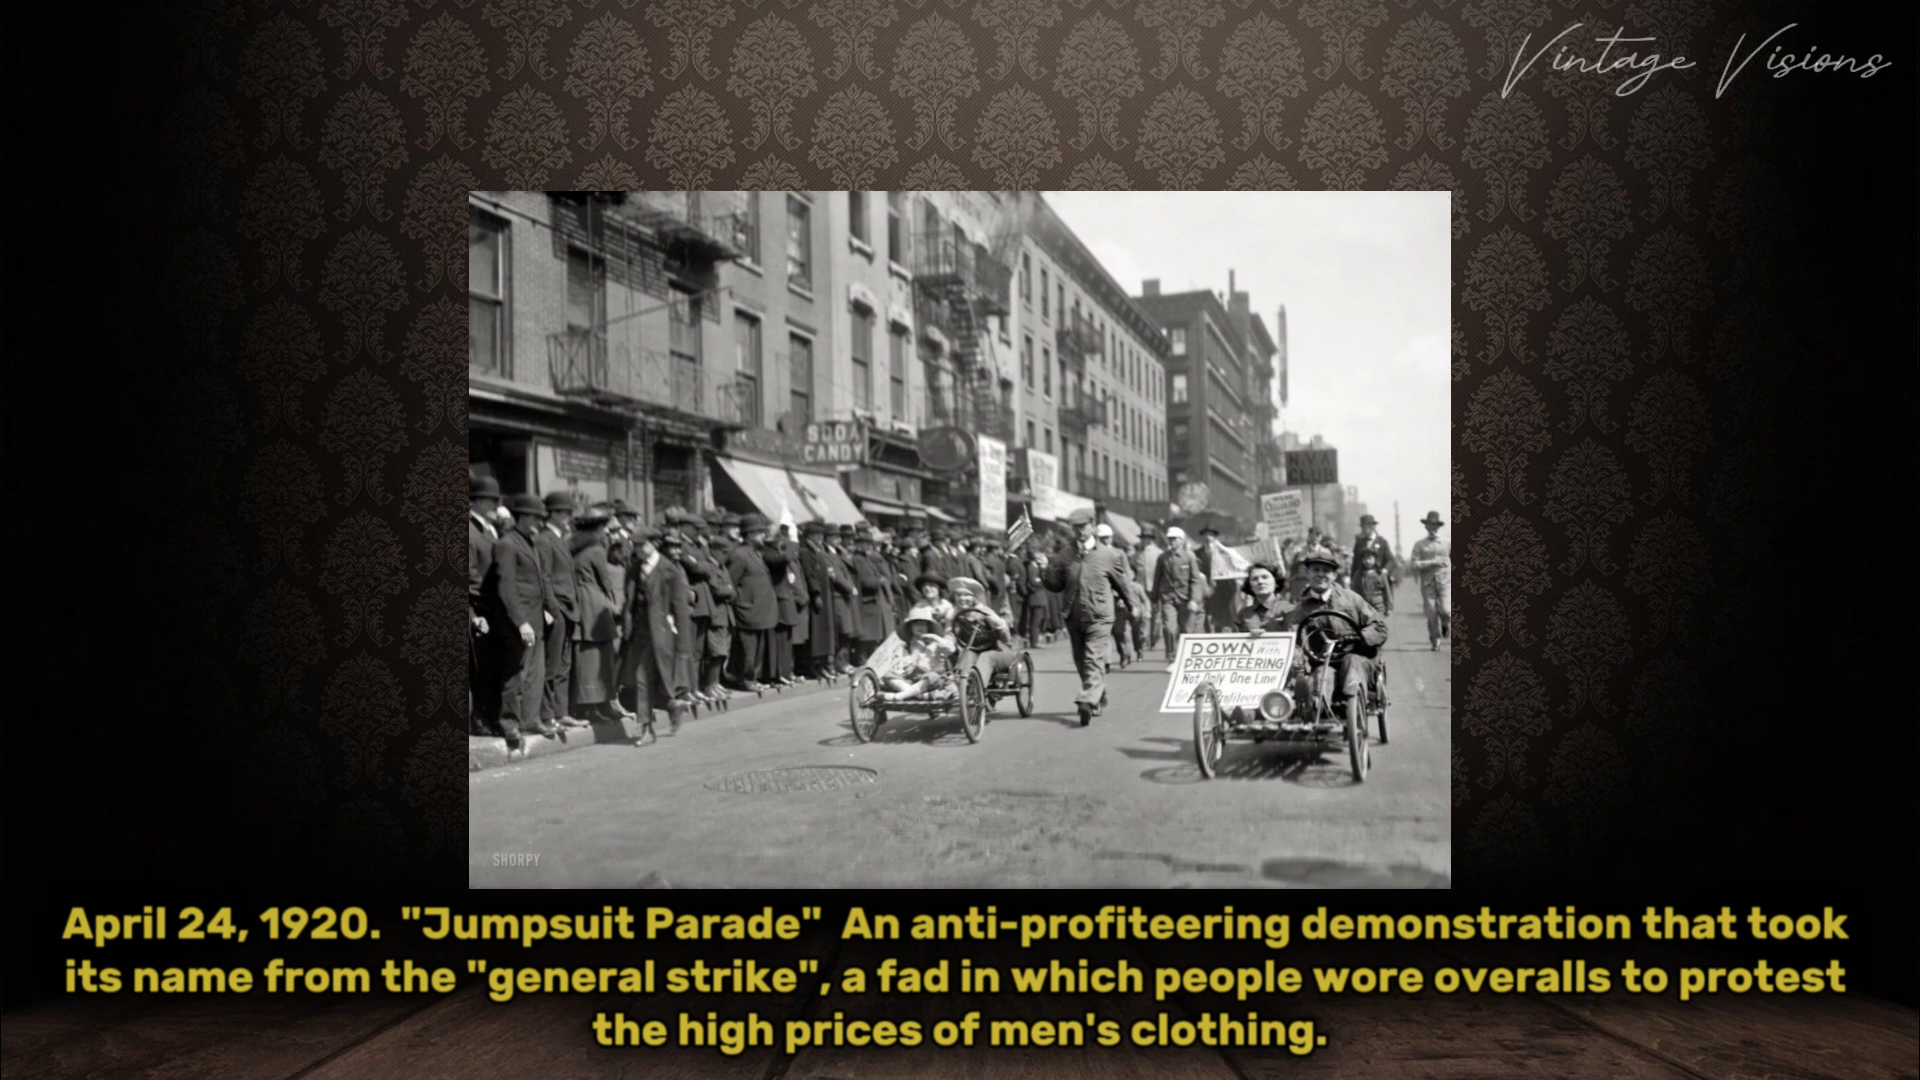 Vintage Visions
SODA
CANDY
N.V.A.
CLUB
DOWN With
PROFITEERING
Not Only One Line
SHORPY
April 24, 1920. "Jumpsuit Parade" An anti-profiteering demonstration that took
its name from the "general strike", a fad in which people wore overalls to protest
the high prices of men's clothing.